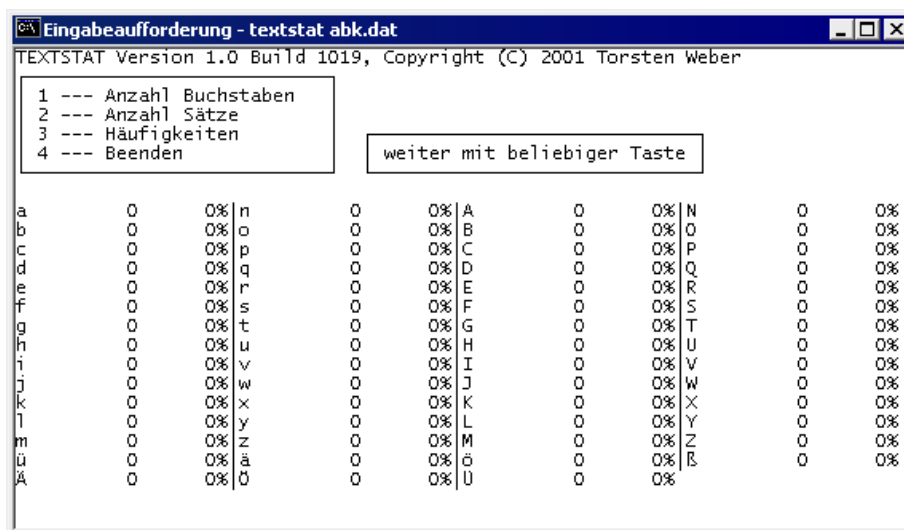 Eingabeaufforderung - textstat abk.dat
TEXTSTAT Version 1.0 Build 1019, Copyright (C) 2001 Torsten Weber
1 --- Anzahl Buchstaben
2 --- Anzahl Sätze
3 --- Häufigkeiten
4 --- Beenden
weiter mit beliebiger Taste
a 0 0%|n 0 0%|A 0 0%|N 0 0%
b 0 0%|o 0 0%|B 0 0%|O 0 0%
c 0 0%|p 0 0%|C 0 0%|P 0 0%
d 0 0%|q 0 0%|D 0 0%|Q 0 0%
e 0 0%|r 0 0%|E 0 0%|R 0 0%
f 0 0%|s 0 0%|F 0 0%|S 0 0%
g 0 0%|t 0 0%|G 0 0%|T 0 0%
h 0 0%|u 0 0%|H 0 0%|U 0 0%
i 0 0%|v 0 0%|I 0 0%|V 0 0%
j 0 0%|w 0 0%|J 0 0%|W 0 0%
k 0 0%|x 0 0%|K 0 0%|X 0 0%
l 0 0%|y 0 0%|L 0 0%|Y 0 0%
m 0 0%|z 0 0%|M 0 0%|Z 0 0%
ü 0 0%|ä 0 0%|ö 0 0%|ß 0 0%
Ä 0 0%|Ö 0 0%|Ü 0 0%